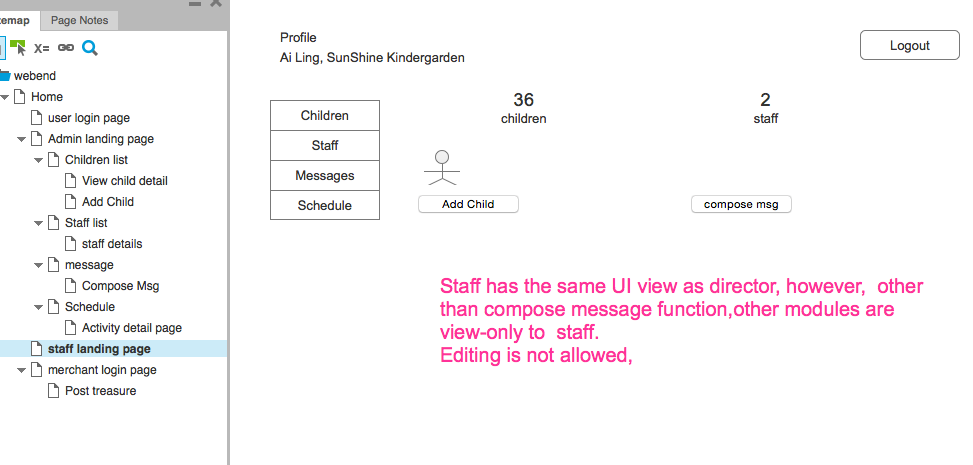 Page Notes
X=
webend
Home
user login page
Admin landing page
Children list
View child detail
Add Child
Staff list
staff details
message
Compose Msg
Schedule
Activity detail page
staff landing page
merchant login page
Post treasure
Profile
Ai Ling, SunShine Kindergarden
Logout
Children
Staff
Messages
Schedule
36
children
2
staff
Add Child
compose msg
Staff has the same UI view as director, however,  other
than compose message function,other modules are
view-only to  staff.
Editing is not allowed,